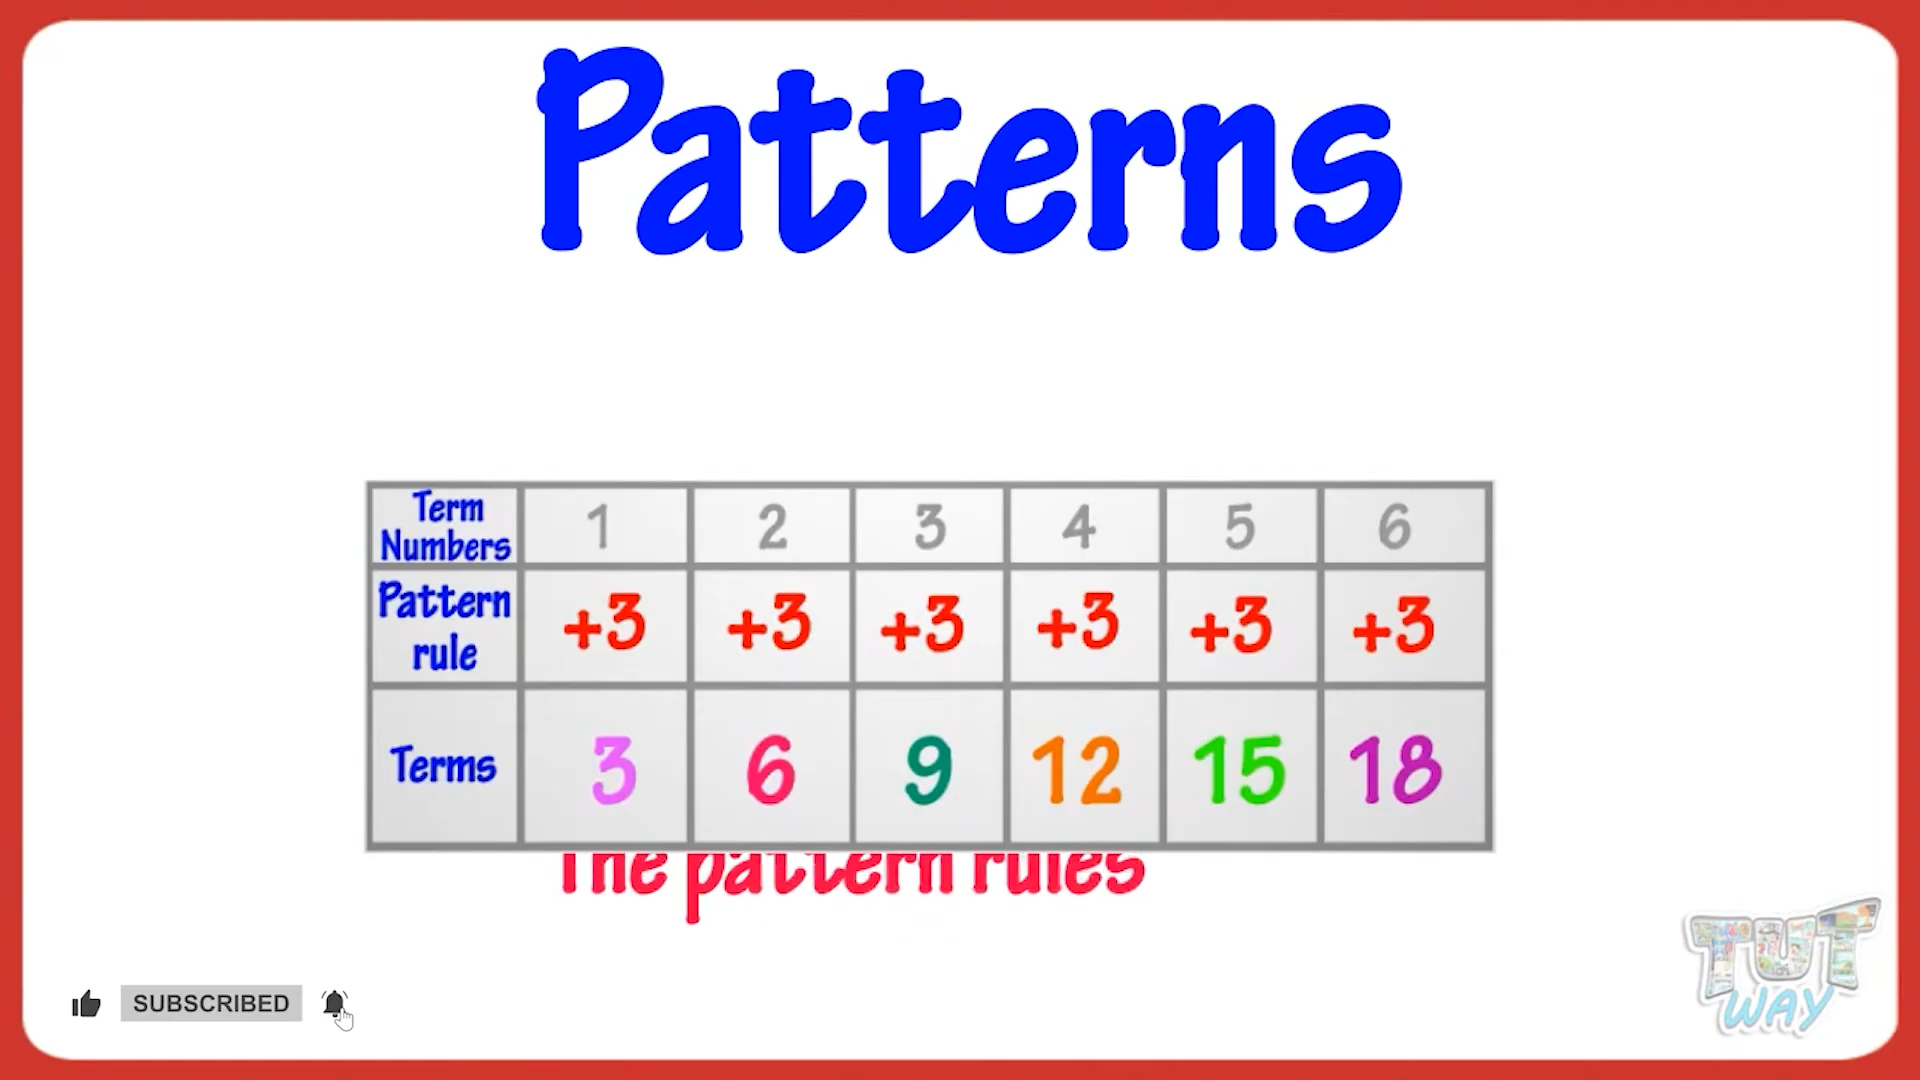 Patterns
Term Numbers 1 2 3 4 5 6
Pattern rule +3 +3 +3 +3 +3 +3
Terms 3 6 9 12 15 18
The pattern rules
SUBSCRIBED
TUT
WAY